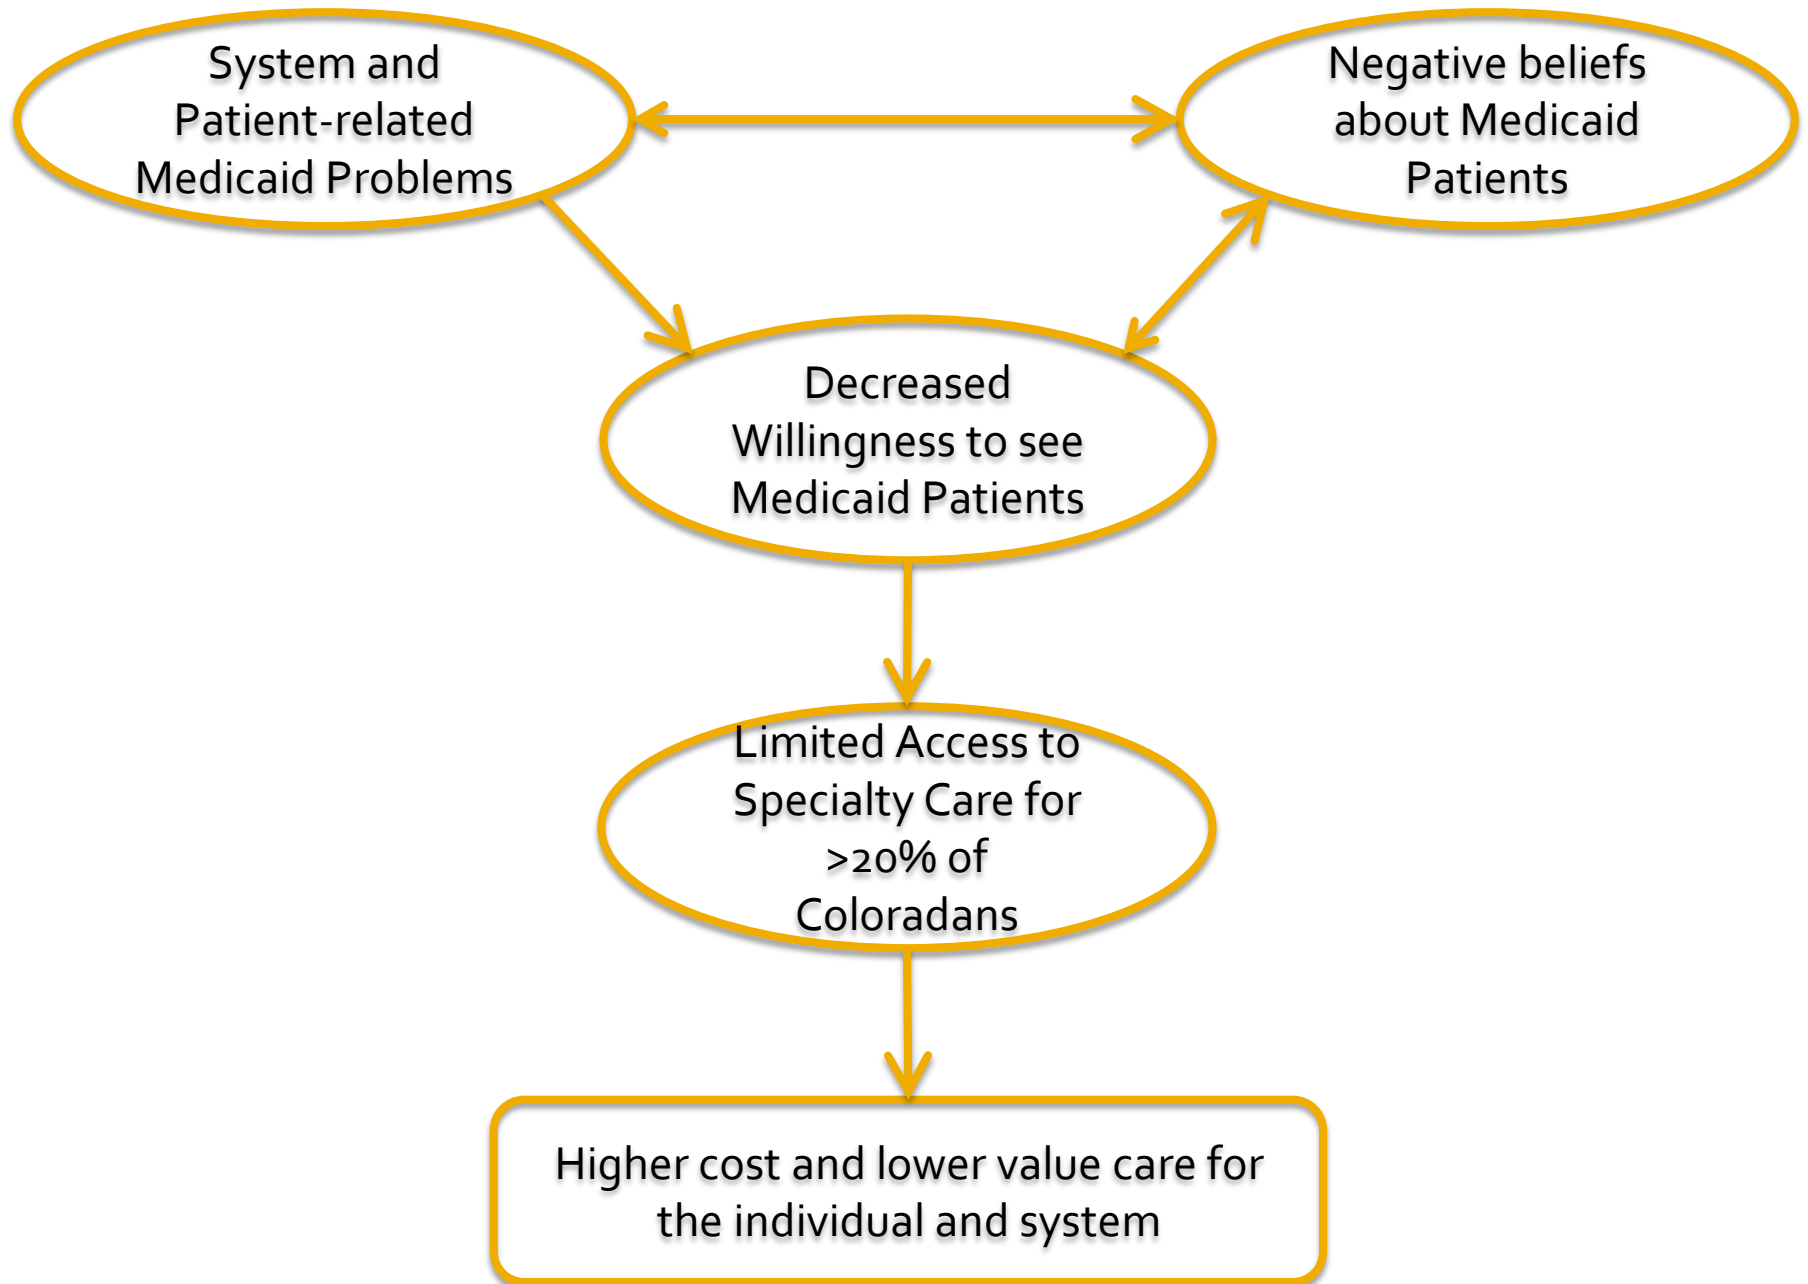 System and
Patient-related
Medicaid Problems
Negative beliefs
about Medicaid
Patients
Decreased
Willingness to see
Medicaid Patients
Limited Access to
Specialty Care for
>20% of
Coloradans
Higher cost and lower value care for
the individual and system